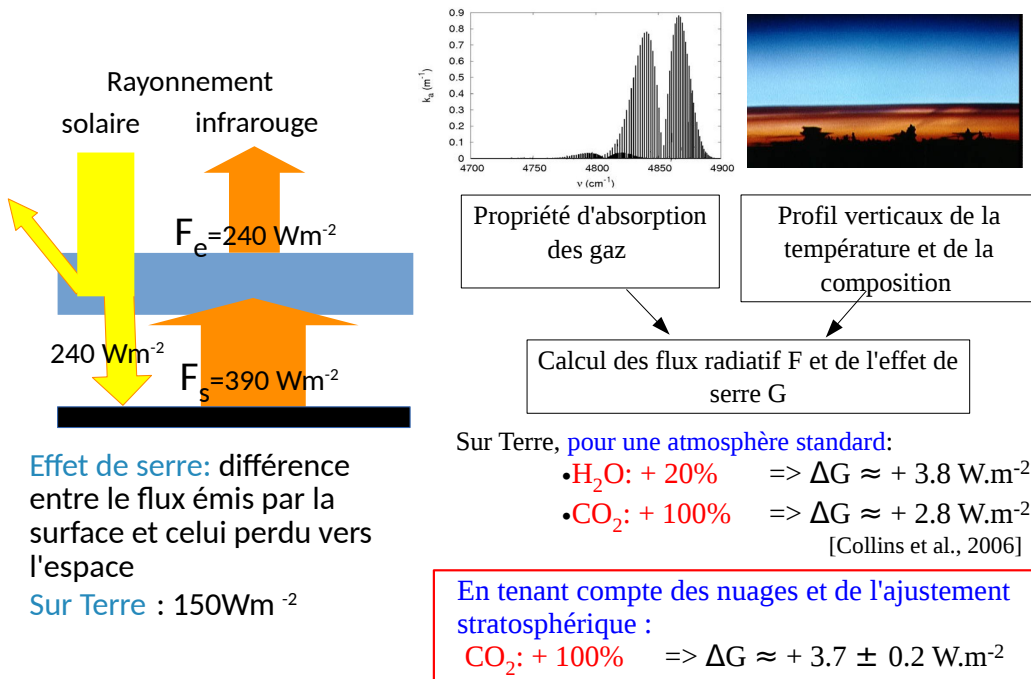 Rayonnement
solaire infrarouge
Fe=240 Wm-2
240 Wm-2
Fs=390 Wm-2
Effet de serre: différence
entre le flux émis par la
surface et celui perdu vers
l'espace
Sur Terre : 150Wm -2
ka (m-1)
0.9
0.8
0.7
0.6
0.5
0.4
0.3
0.2
0.1
0
4700 4750 4800 4850 4900
ν (cm-1)
Propriété d'absorption
des gaz
Profil verticaux de la
température et de la
composition
Calcul des flux radiatif F et de l'effet de
serre G
Sur Terre, pour une atmosphère standard:
•H2O: + 20% => ΔG ≈ + 3.8 W.m-2
•CO2: + 100% => ΔG ≈ + 2.8 W.m-2
[Collins et al., 2006]
En tenant compte des nuages et de l'ajustement
stratosphérique :
CO2: + 100% => ΔG ≈ + 3.7 ± 0.2 W.m-2